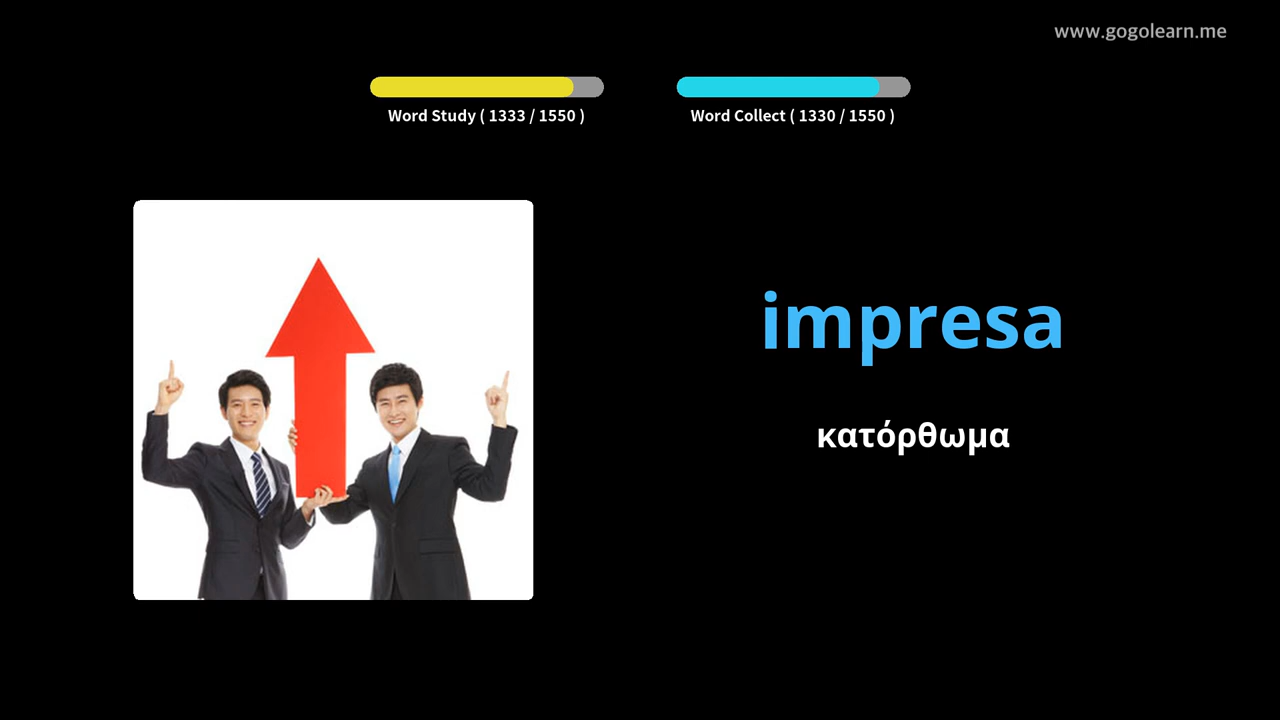 www.gogolearn.me
Word Study ( 1333 / 1550 )
Word Collect ( 1330 / 1550 )
impresa
κατόρθωμα